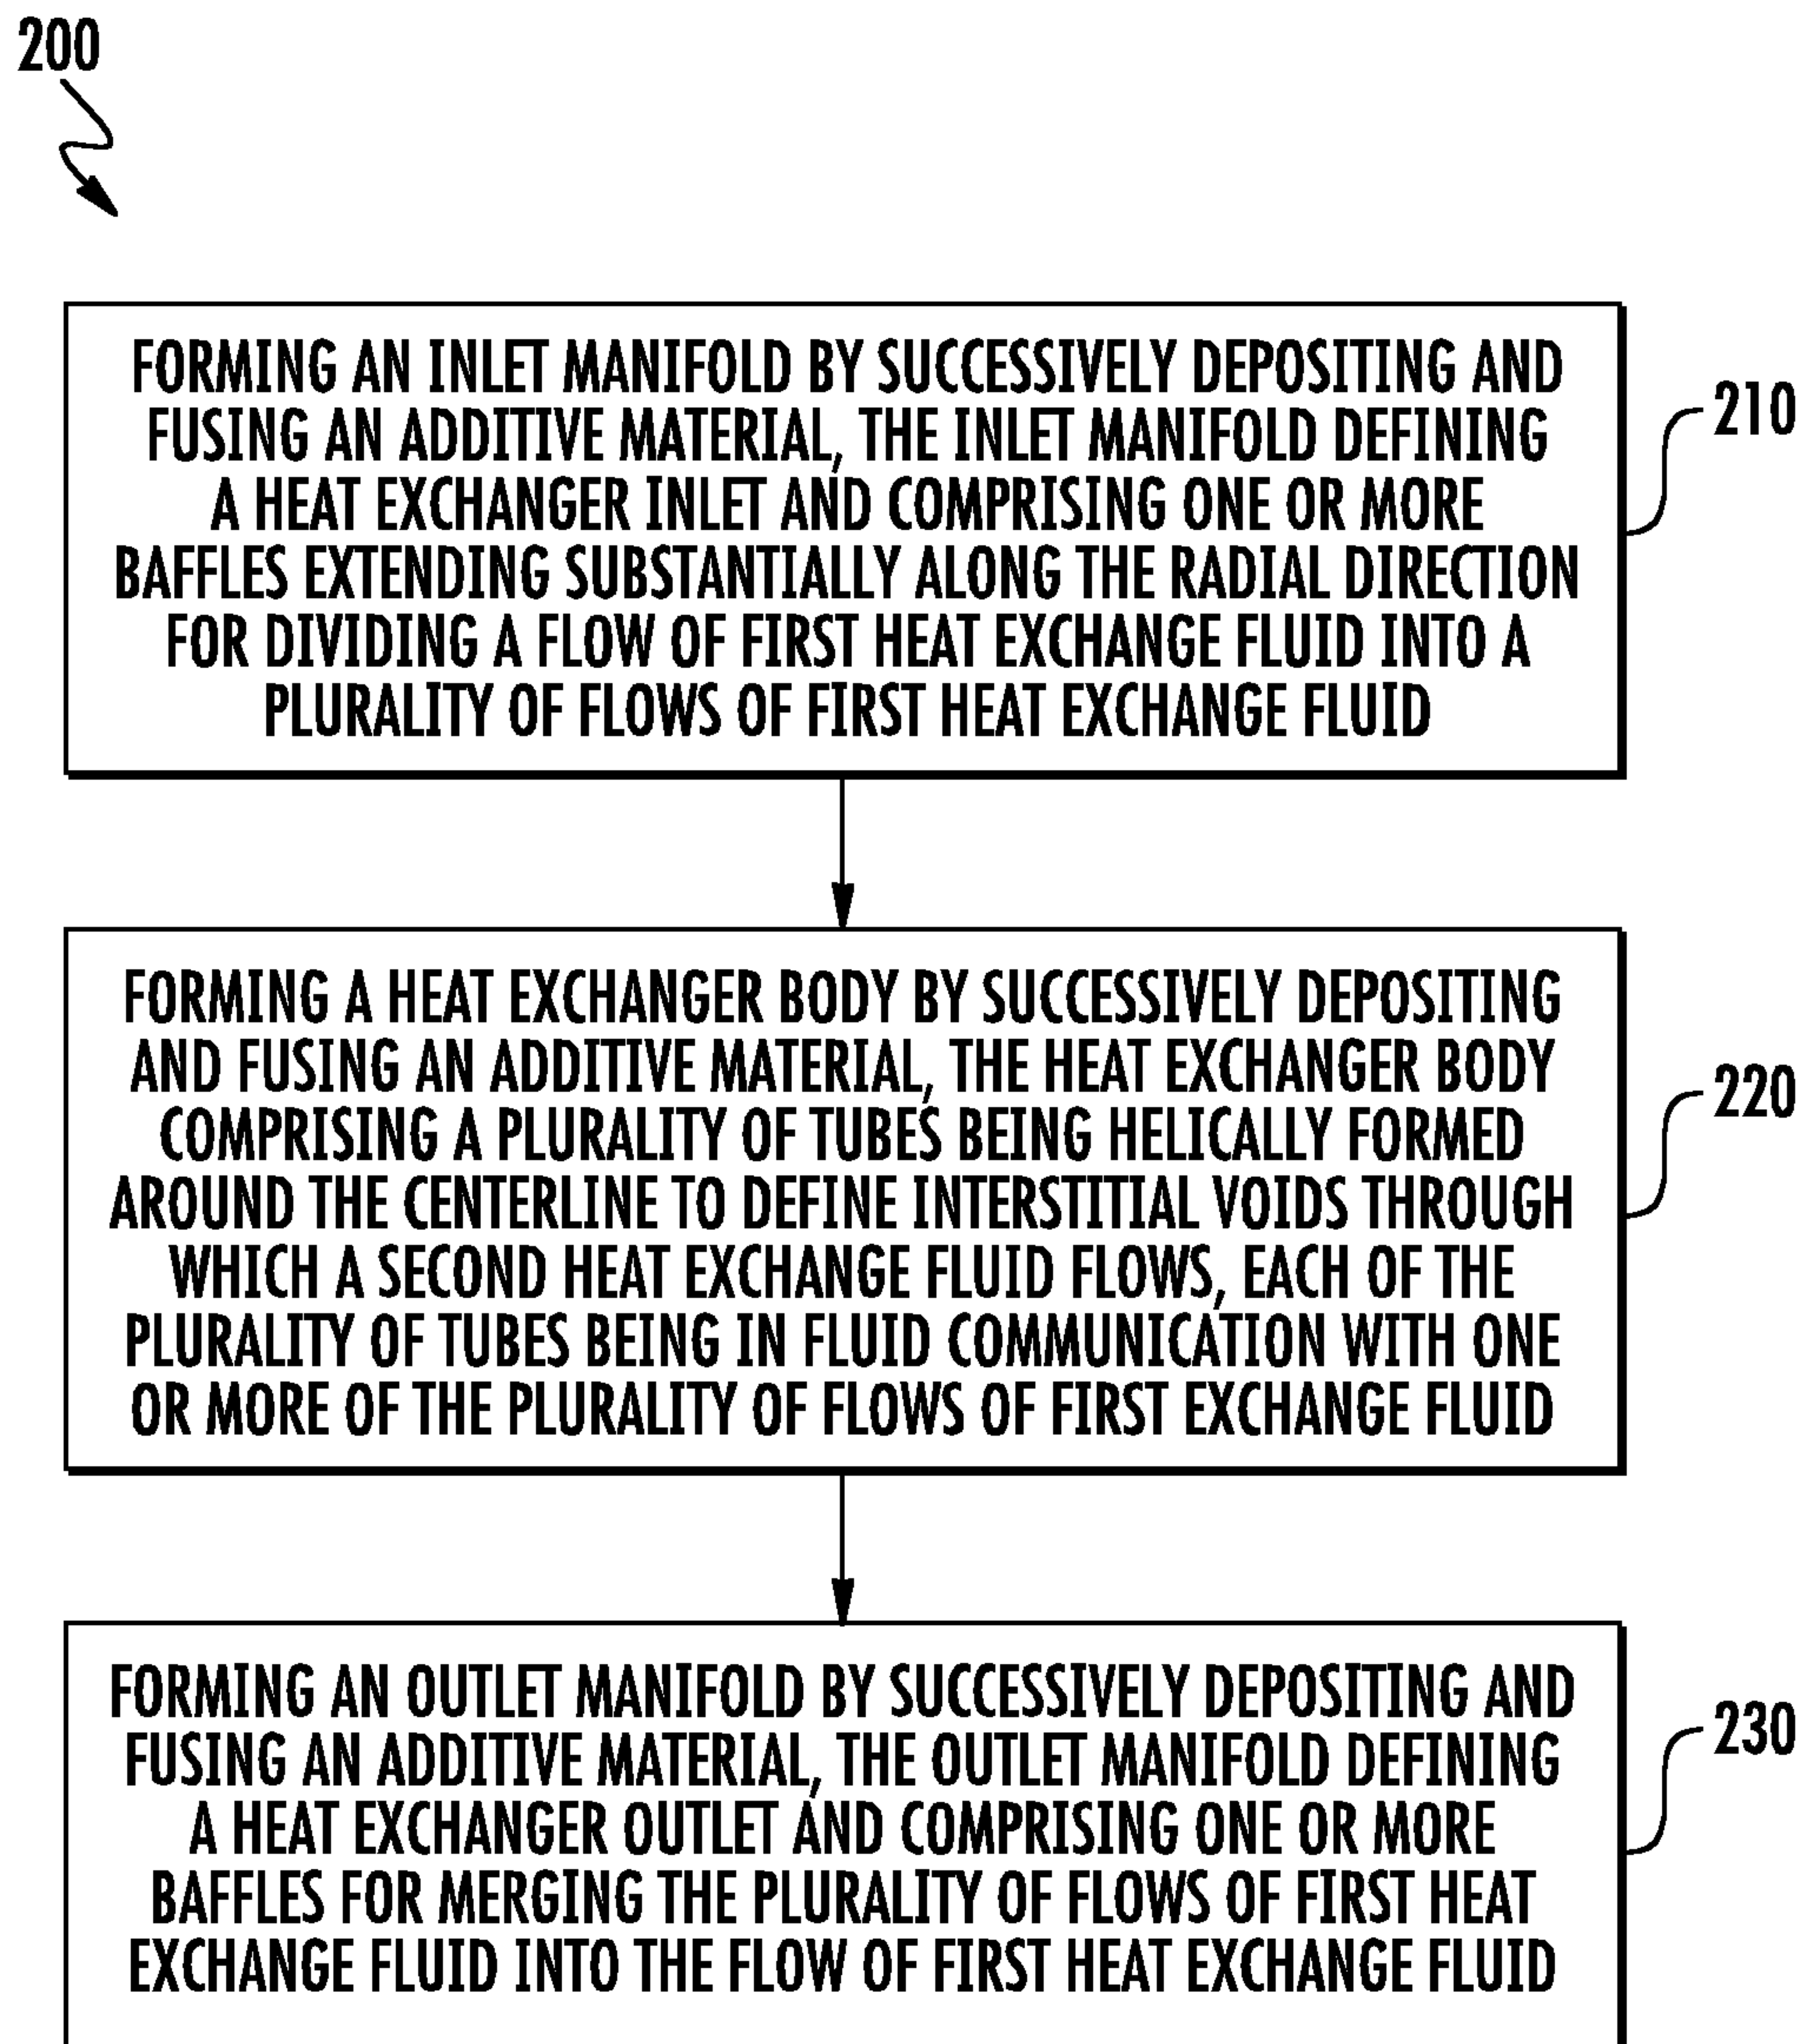 200
FORMING AN INLET MANIFOLD BY SUCCESSIVELY DEPOSITING AND
FUSING AN ADDITIVE MATERIAL, THE INLET MANIFOLD DEFINING
A HEAT EXCHANGER INLET AND COMPRISING ONE OR MORE
BAFFLES EXTENDING SUBSTANTIALLY ALONG THE RADIAL DIRECTION
FOR DIVIDING A FLOW OF FIRST HEAT EXCHANGE FLUID INTO A
PLURALITY OF FLOWS OF FIRST HEAT EXCHANGE FLUID
210
FORMING A HEAT EXCHANGER BODY BY SUCCESSIVELY DEPOSITING
AND FUSING AN ADDITIVE MATERIAL, THE HEAT EXCHANGER BODY
COMPRISING A PLURALITY OF TUBES BEING HELICALLY FORMED
AROUND THE CENTERLINE TO DEFINE INTERSTITIAL VOIDS THROUGH
WHICH A SECOND HEAT EXCHANGE FLUID FLOWS, EACH OF THE
PLURALITY OF TUBES BEING IN FLUID COMMUNICATION WITH ONE
OR MORE OF THE PLURALITY OF FLOWS OF FIRST EXCHANGE FLUID
220
FORMING AN OUTLET MANIFOLD BY SUCCESSIVELY DEPOSITING AND
FUSING AN ADDITIVE MATERIAL, THE OUTLET MANIFOLD DEFINING
A HEAT EXCHANGER OUTLET AND COMPRISING ONE OR MORE
BAFFLES FOR MERGING THE PLURALITY OF FLOWS OF FIRST HEAT
EXCHANGE FLUID INTO THE FLOW OF FIRST HEAT EXCHANGE FLUID
230